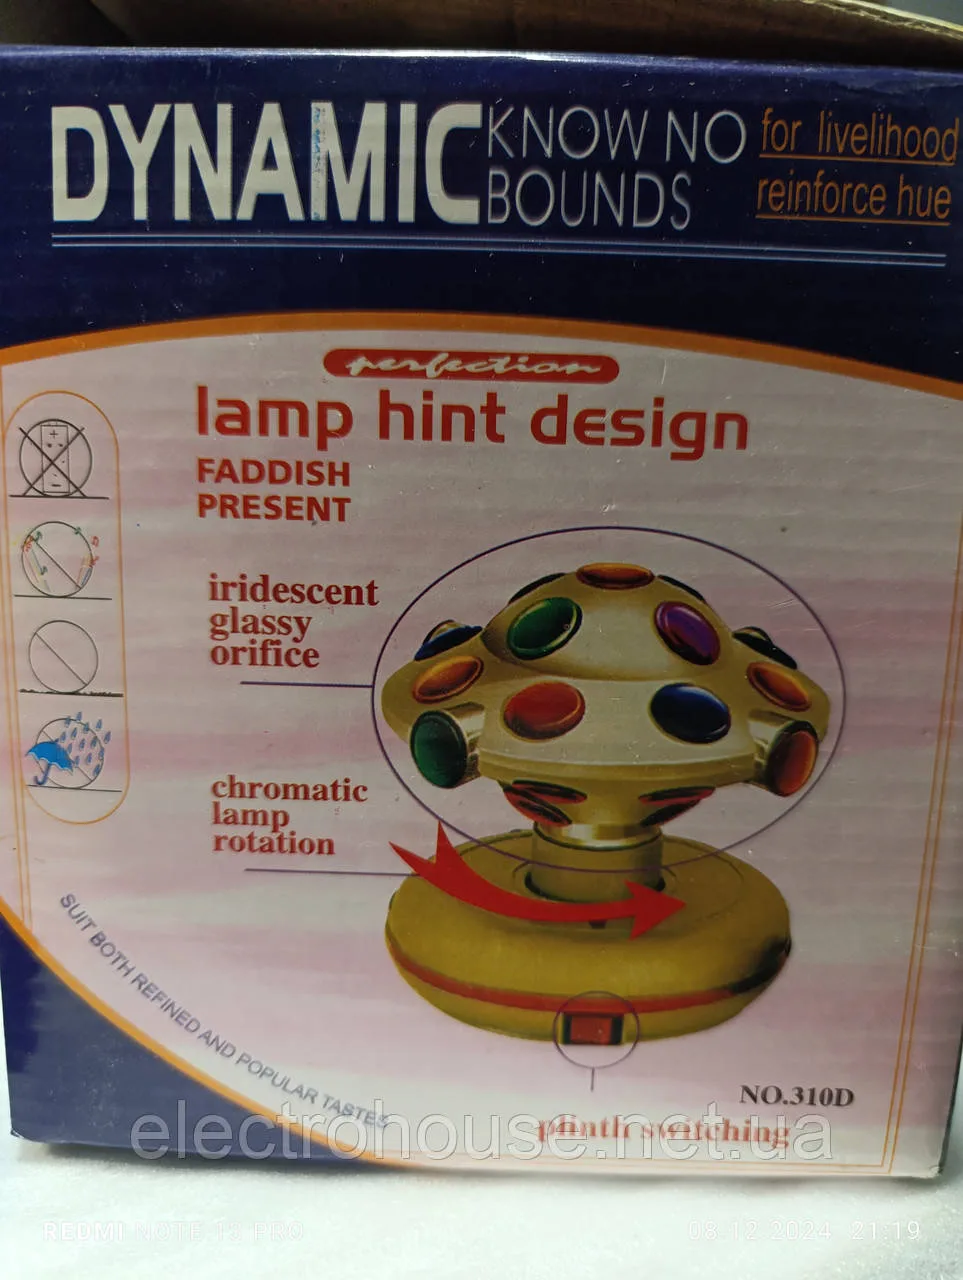 DYNAMIC
KNOW NO
BOUNDS
for livelihood
reinforce hue
perfection
lamp hint design
FADDISH
PRESENT
iridescent
glassy
orifice
chromatic
lamp
rotation
SUIT BOTH REFINED AND POPULAR TASTES
NO.310D
plinth switching
electrohouse.net.ua
REDMI NOTE 13 PRO
08.12.2024 21:19